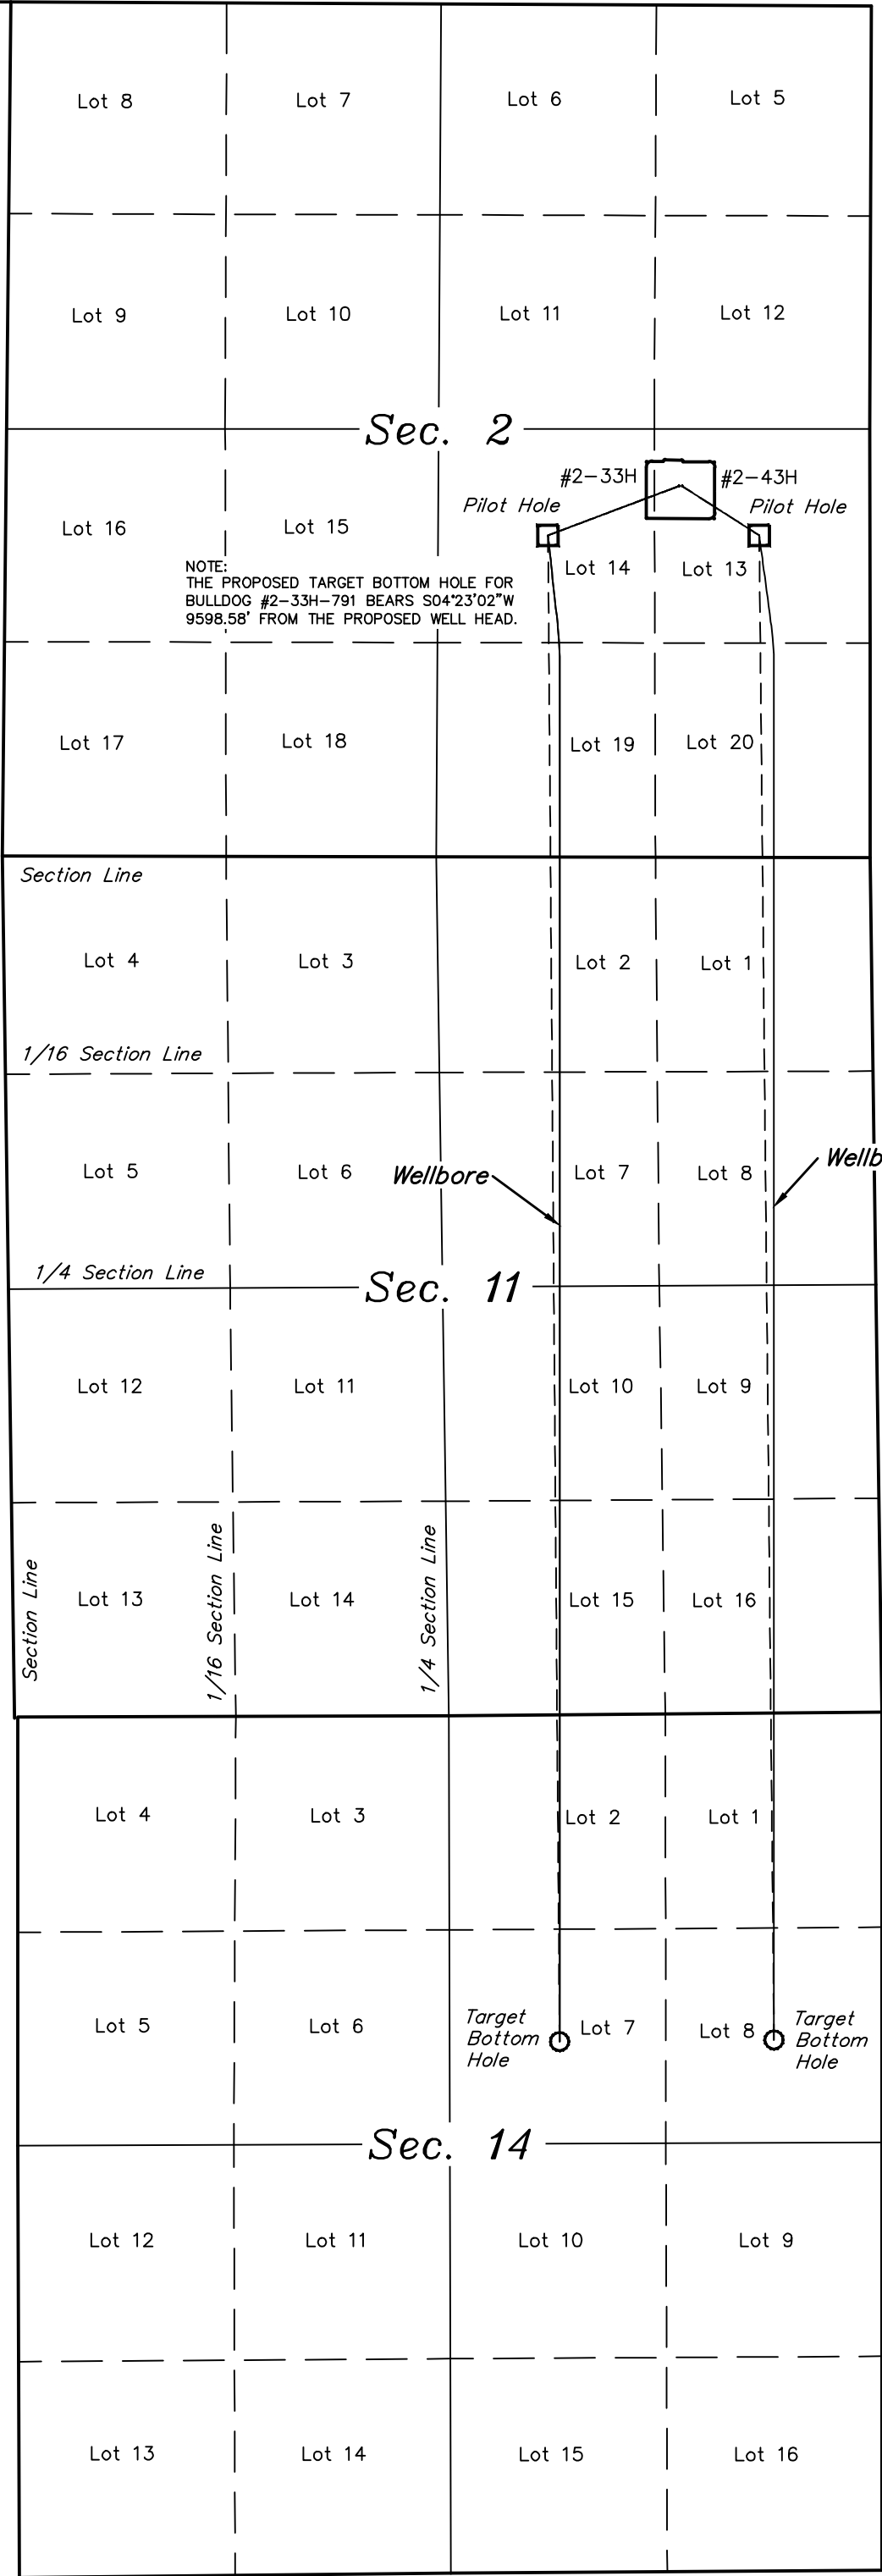 Lot 8
Lot 7
Lot 6
Lot 5
Lot 9
Lot 10
Lot 11
Lot 12
Sec. 2
#2-33H
#2-43H
Pilot Hole
Pilot Hole
Lot 16
Lot 15
Lot 14
Lot 13
NOTE:
THE PROPOSED TARGET BOTTOM HOLE FOR
BULLDOG #2-33H-791 BEARS S04°23'02"W
9598.58' FROM THE PROPOSED WELL HEAD.
Lot 17
Lot 18
Lot 19
Lot 20
Section Line
Lot 4
Lot 3
Lot 2
Lot 1
1/16 Section Line
Lot 5
Lot 6
Wellbore
Lot 7
Lot 8
Wellb
1/4 Section Line
Sec. 11
Lot 12
Lot 11
Lot 10
Lot 9
Section Line
Lot 13
1/16 Section Line
Lot 14
1/4 Section Line
Lot 15
Lot 16
Lot 4
Lot 3
Lot 2
Lot 1
Lot 5
Lot 6
Target
Bottom
Hole
Lot 7
Lot 8
Target
Bottom
Hole
Sec. 14
Lot 12
Lot 11
Lot 10
Lot 9
Lot 13
Lot 14
Lot 15
Lot 16